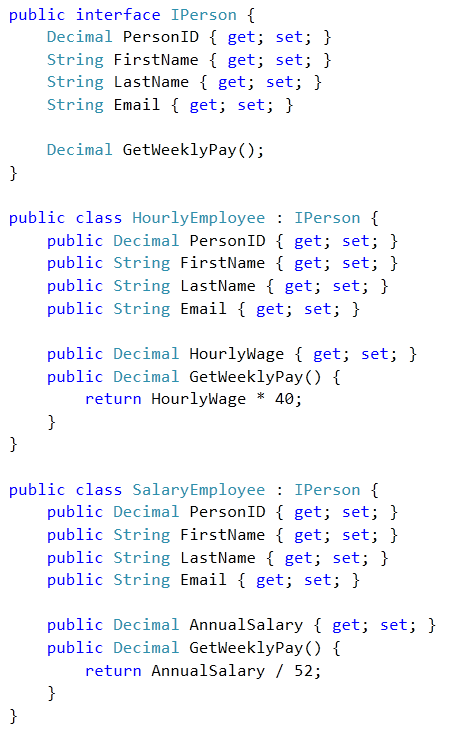 public interface IPerson {
    Decimal PersonID { get; set; }
    String FirstName { get; set; }
    String LastName { get; set; }
    String Email { get; set; }

    Decimal GetWeeklyPay();
}

public class HourlyEmployee : IPerson {
    public Decimal PersonID { get; set; }
    public String FirstName { get; set; }
    public String LastName { get; set; }
    public String Email { get; set; }

    public Decimal HourlyWage { get; set; }
    public Decimal GetWeeklyPay() {
        return HourlyWage * 40;
    }
}

public class SalaryEmployee : IPerson {
    public Decimal PersonID { get; set; }
    public String FirstName { get; set; }
    public String LastName { get; set; }
    public String Email { get; set; }

    public Decimal AnnualSalary { get; set; }
    public Decimal GetWeeklyPay() {
        return AnnualSalary / 52;
    }
}